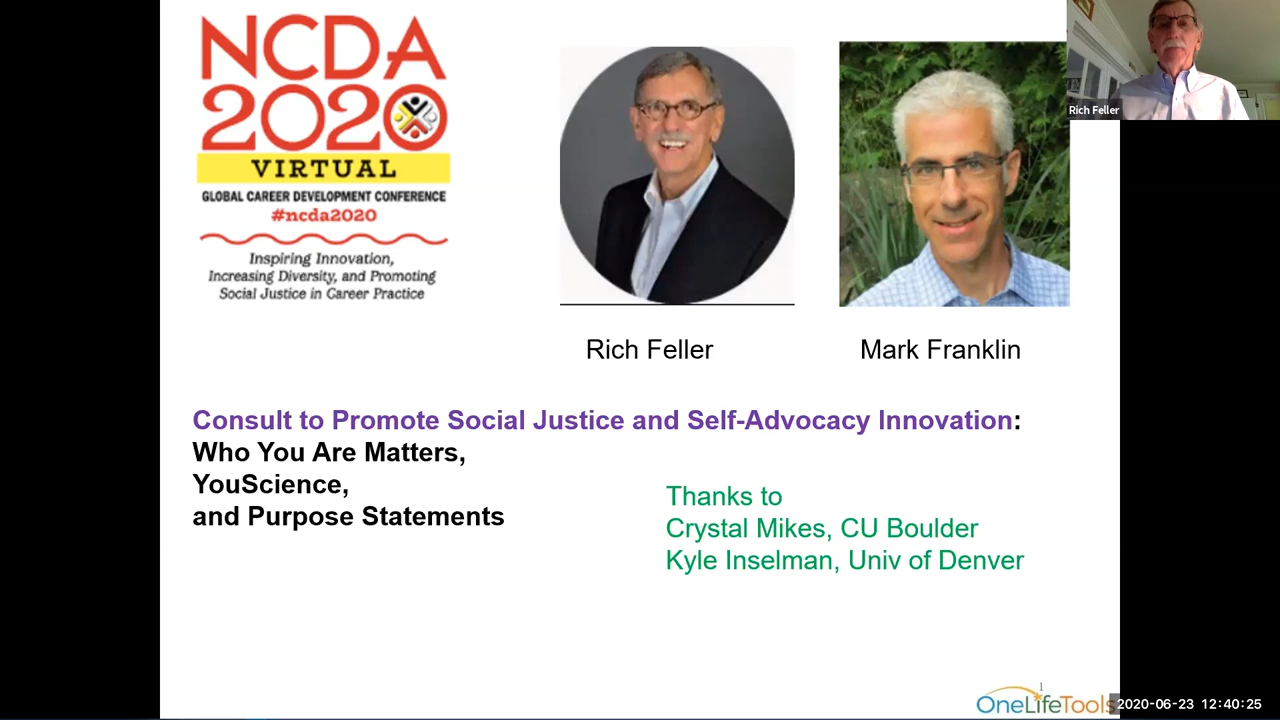 NCDA
2020
VIRTUAL
GLOBAL CAREER DEVELOPMENT CONFERENCE
#ncda2020
Inspiring Innovation,
Increasing Diversity, and Promoting
Social Justice in Career Practice
Rich Feller
Rich Feller
Mark Franklin
Consult to Promote Social Justice and Self-Advocacy Innovation:
Who You Are Matters,
YouScience,
and Purpose Statements
Thanks to
Crystal Mikes, CU Boulder
Kyle Inselman, Univ of Denver
1
OneLifeTools
2020-06-23 12:40:25